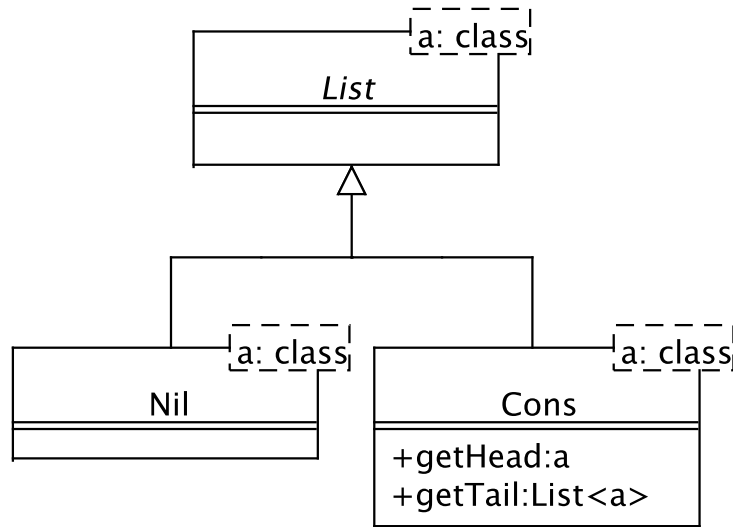 a: class
List
a: class
Nil
a: class
Cons
+getHead:a
+getTail:List<a>